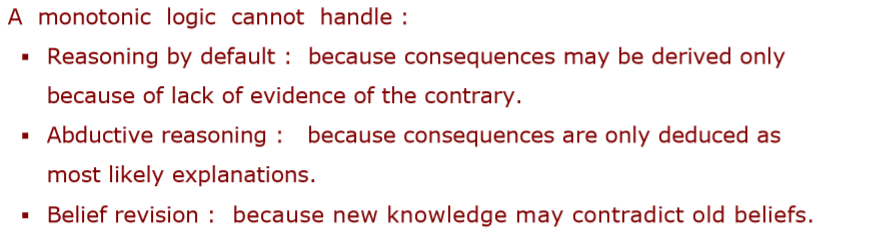 A monotonic logic cannot handle :
▪ Reasoning by default : because consequences may be derived only
because of lack of evidence of the contrary.
▪ Abductive reasoning : because consequences are only deduced as
most likely explanations.
▪ Belief revision : because new knowledge may contradict old beliefs.